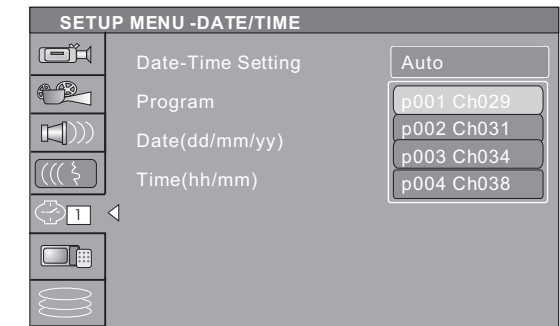 SETUP MENU -DATE/TIME
Date-Time Setting Auto
Program p001 Ch029
p002 Ch031
Date(dd/mm/yy)
p003 Ch034
Time(hh/mm) p004 Ch038
1